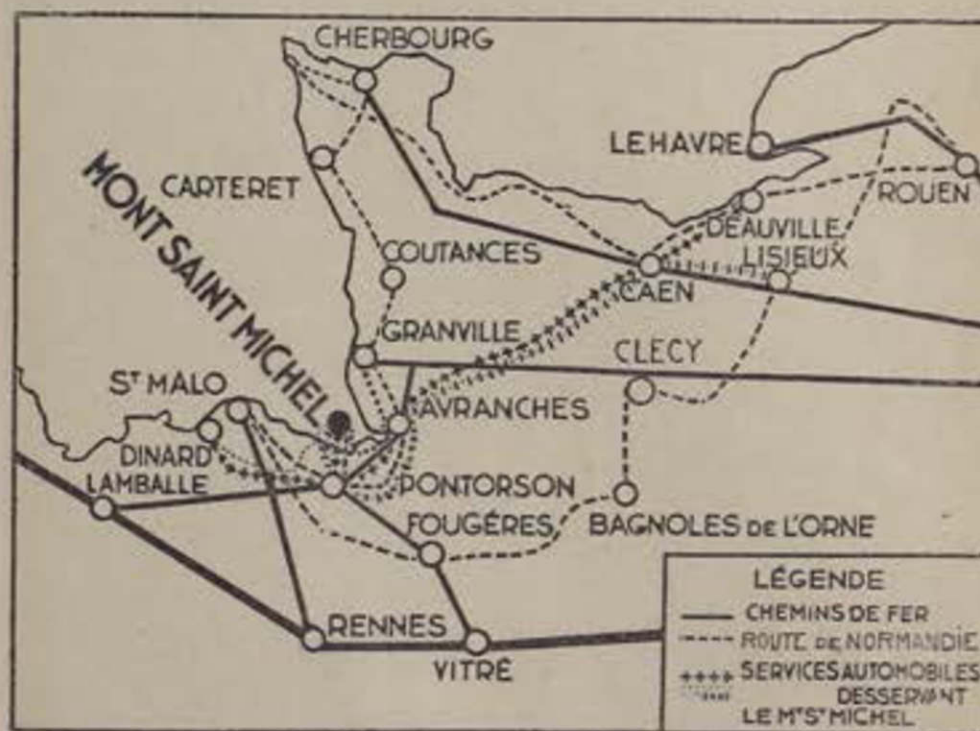 CHERBOURG
LE HAVRE
CARTERET
ROUEN
MONT SAINT MICHEL
DEAUVILLE
COUTANCES
LISIEUX
CAEN
GRANVILLE
CLECY
ST MALO
AVRANCHES
DINARD
LAMBALLE
PONTORSON
FOUGÉRES
BAGNOLES DE L'ORNE
RENNES
VITRÉ
LÉGENDE
CHEMINS DE FER
ROUTE DE NORMANDIE
SERVICES AUTOMOBILES
DESSERVANT
LE MT ST MICHEL